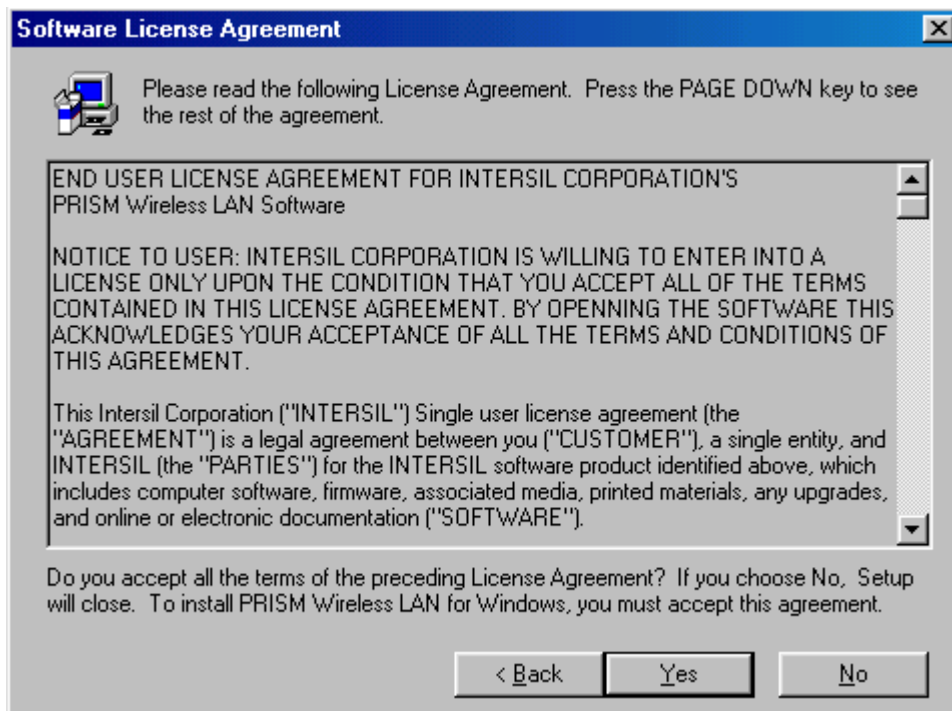 Software License Agreement
Please read the following License Agreement. Press the PAGE DOWN key to see
the rest of the agreement.
END USER LICENSE AGREEMENT FOR INTERSIL CORPORATION'S
PRISM Wireless LAN Software
NOTICE TO USER: INTERSIL CORPORATION IS WILLING TO ENTER INTO A
LICENSE ONLY UPON THE CONDITION THAT YOU ACCEPT ALL OF THE TERMS
CONTAINED IN THIS LICENSE AGREEMENT. BY OPENNING THE SOFTWARE THIS
ACKNOWLEDGES YOUR ACCEPTANCE OF ALL THE TERMS AND CONDITIONS OF
THIS AGREEMENT.
This Intersil Corporation ("INTERSIL") Single user license agreement (the
"AGREEMENT") is a legal agreement between you ("CUSTOMER"), a single entity, and
INTERSIL (the "PARTIES") for the INTERSIL software product identified above, which
includes computer software, firmware, associated media, printed materials, any upgrades,
and online or electronic documentation ("SOFTWARE").
Do you accept all the terms of the preceding License Agreement? If you choose No, Setup
will close. To install PRISM Wireless LAN for Windows, you must accept this agreement.
< Back
Yes
No